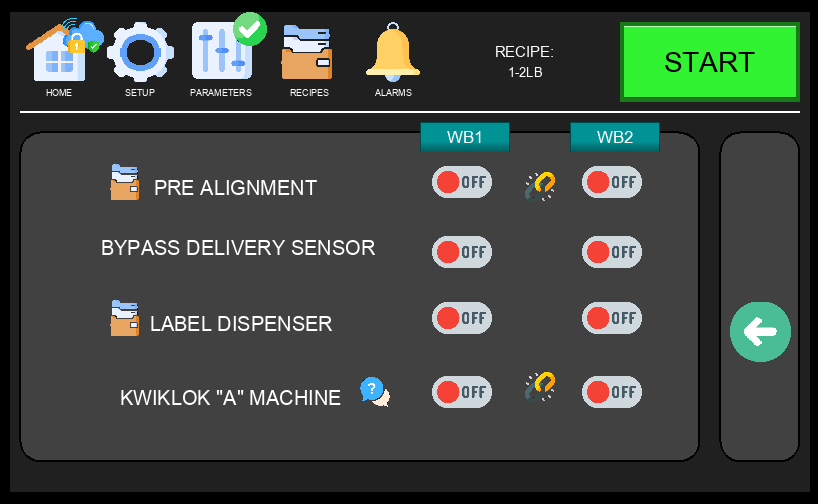 HOME
SETUP
PARAMETERS
RECIPES
ALARMS
RECIPE:
1-2LB
START
WB1
WB2
PRE ALIGNMENT
OFF
OFF
BYPASS DELIVERY SENSOR
OFF
OFF
LABEL DISPENSER
OFF
OFF
KWIKLOK "A" MACHINE
?
OFF
OFF